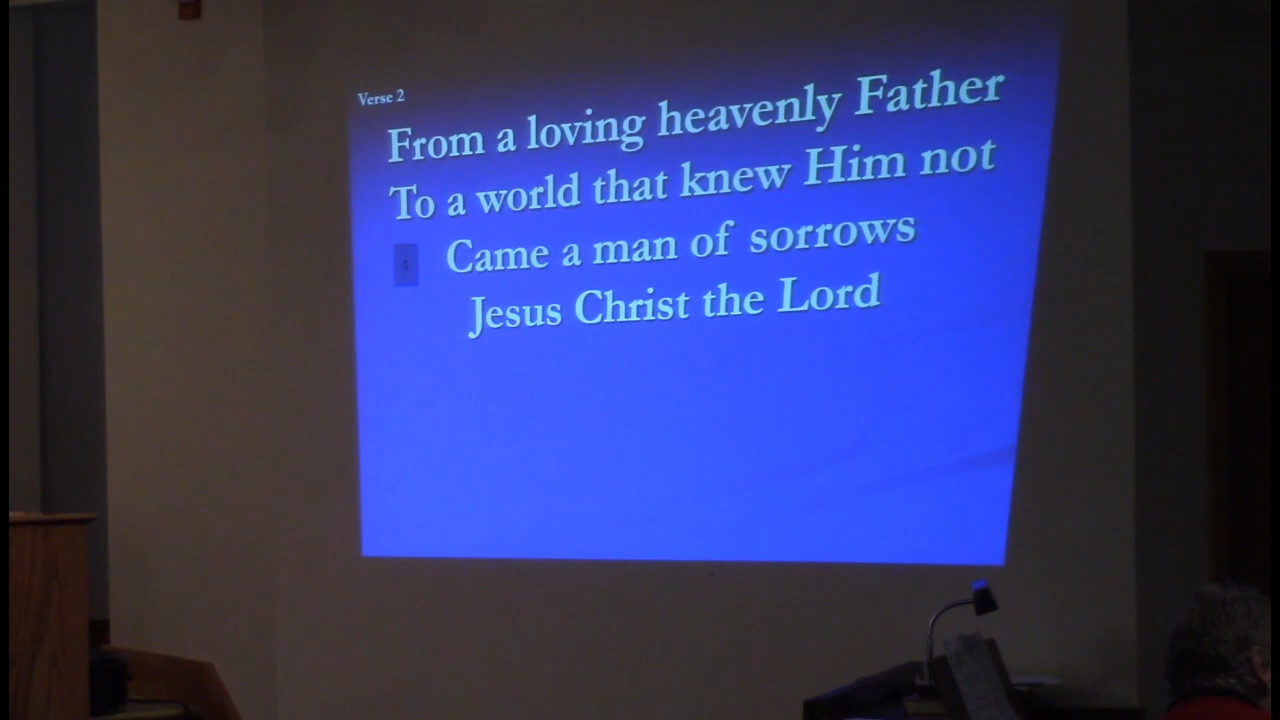 Verse 2
From a loving heavenly Father
To a world that knew Him not
Came a man of sorrows
Jesus Christ the Lord